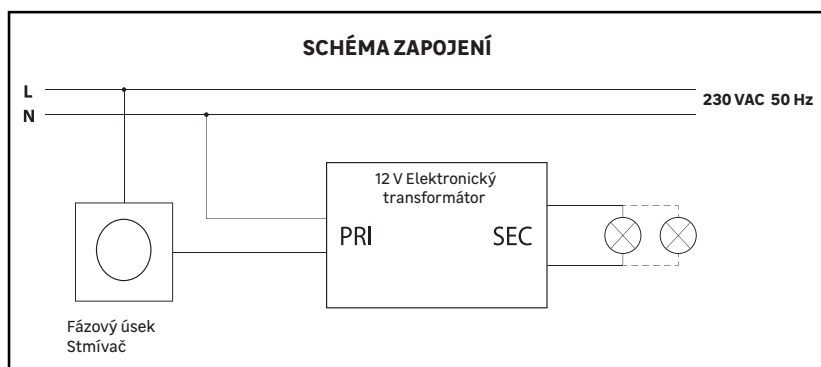 SCHÉMA ZAPOJENÍ
L
N
230 VAC 50 Hz
12 V Elektronický
transformátor
PRI
SEC
Fázový úsek
Stmívač